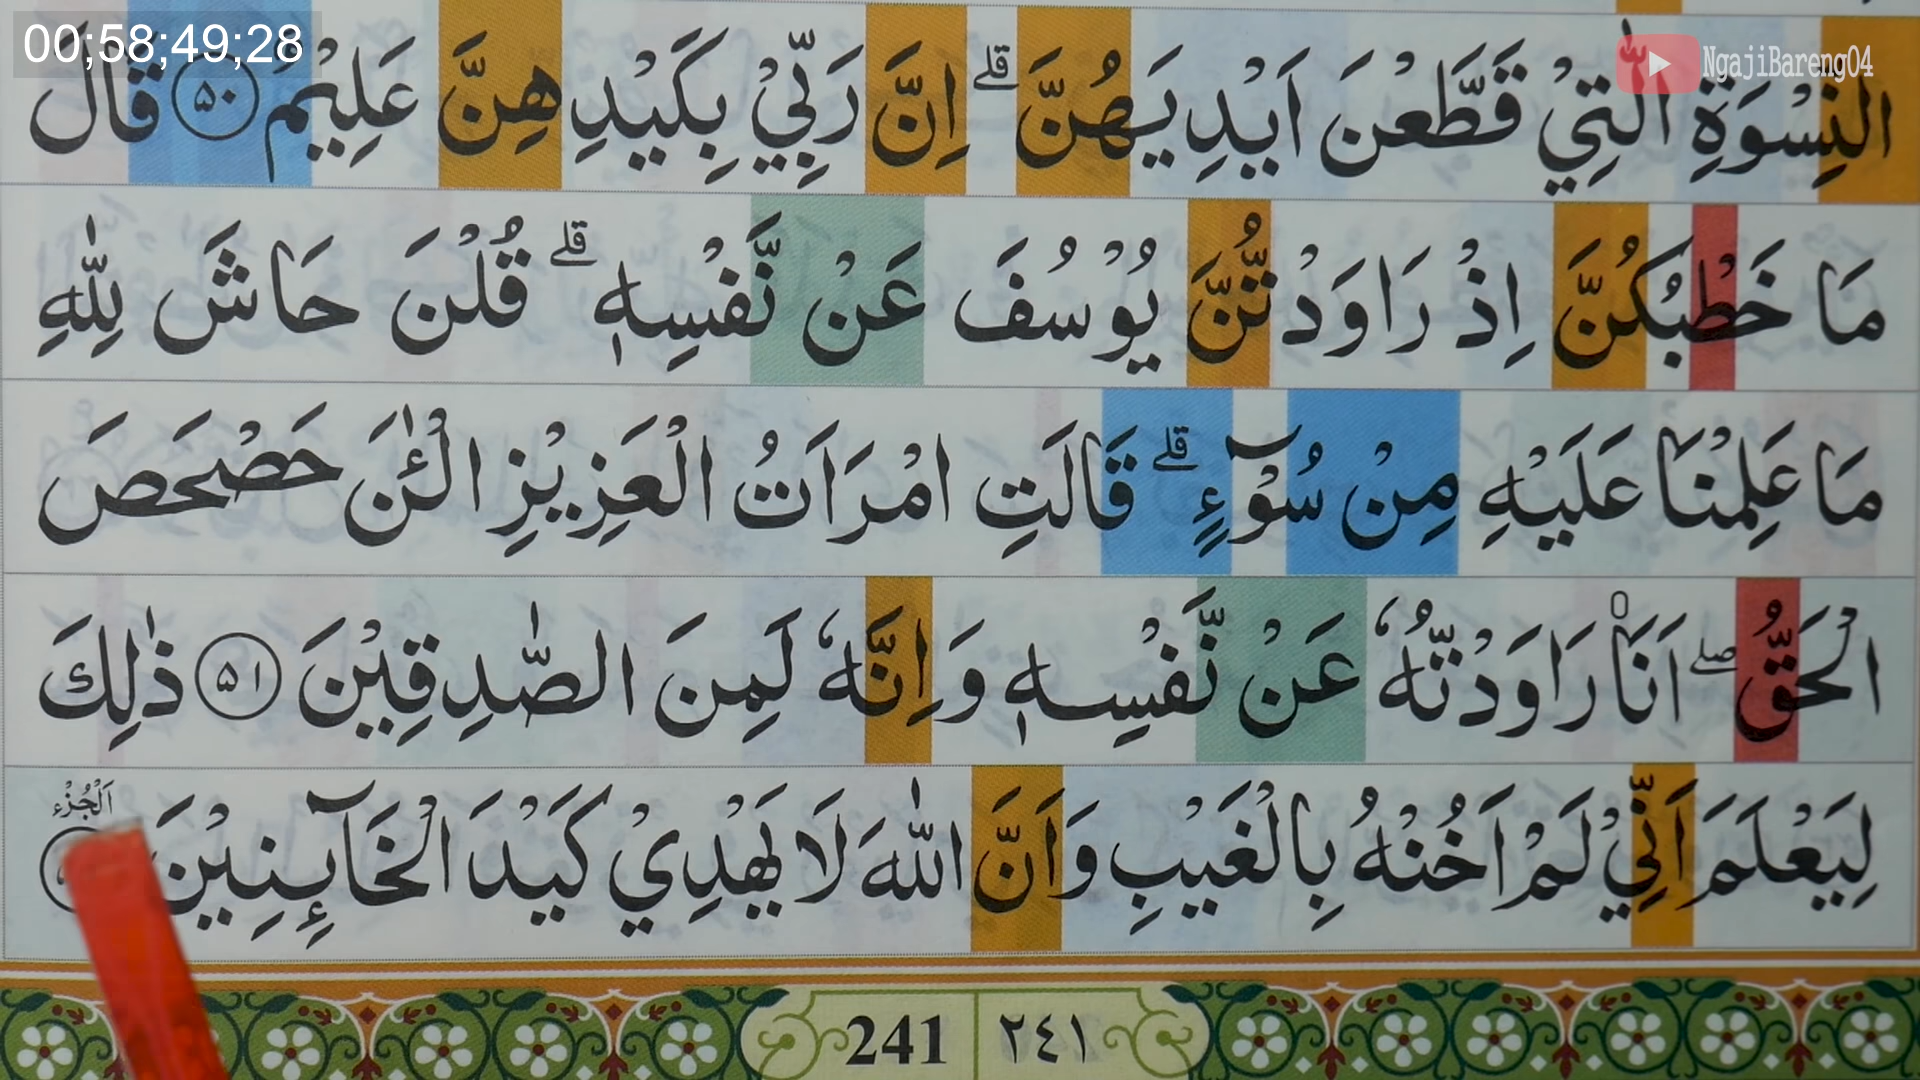 00;58;49;28
NgajiBareng04
النِّسْوَةِ الّٰتِيْ قَطَّعْنَ اَيْدِيَهُنَّ ۗ اِنَّ رَبِّيْ بِكَيْدِهِنَّ عَلِيْمٌ ٥٠ قَالَ
مَا خَطْبُكُنَّ اِذْ رَاوَدْتُّنَّ يُوْسُفَ عَنْ نَّفْسِهٖ ۗ قُلْنَ حَاشَ لِلّٰهِ
مَا عَلِمْنَا عَلَيْهِ مِنْ سُوْۤءٍ ۗ قَالَتِ امْرَاَتُ الْعَزِيْزِ الْـٰٔنَ حَصْحَصَ
الْحَقُّ ۖ اَنَا۠ رَاوَدْتُّهٗ عَنْ نَّفْسِهٖ وَاِنَّهٗ لَمِنَ الصّٰدِقِيْنَ ٥١ ذٰلِكَ
لِيَعْلَمَ اَنِّيْ لَمْ اَخُنْهُ بِالْغَيْبِ وَاَنَّ اللّٰهَ لَا يَهْدِيْ كَيْدَ الْخَاۤىِٕنِيْنَ
اَلْجُزْء
241 ٢٤١